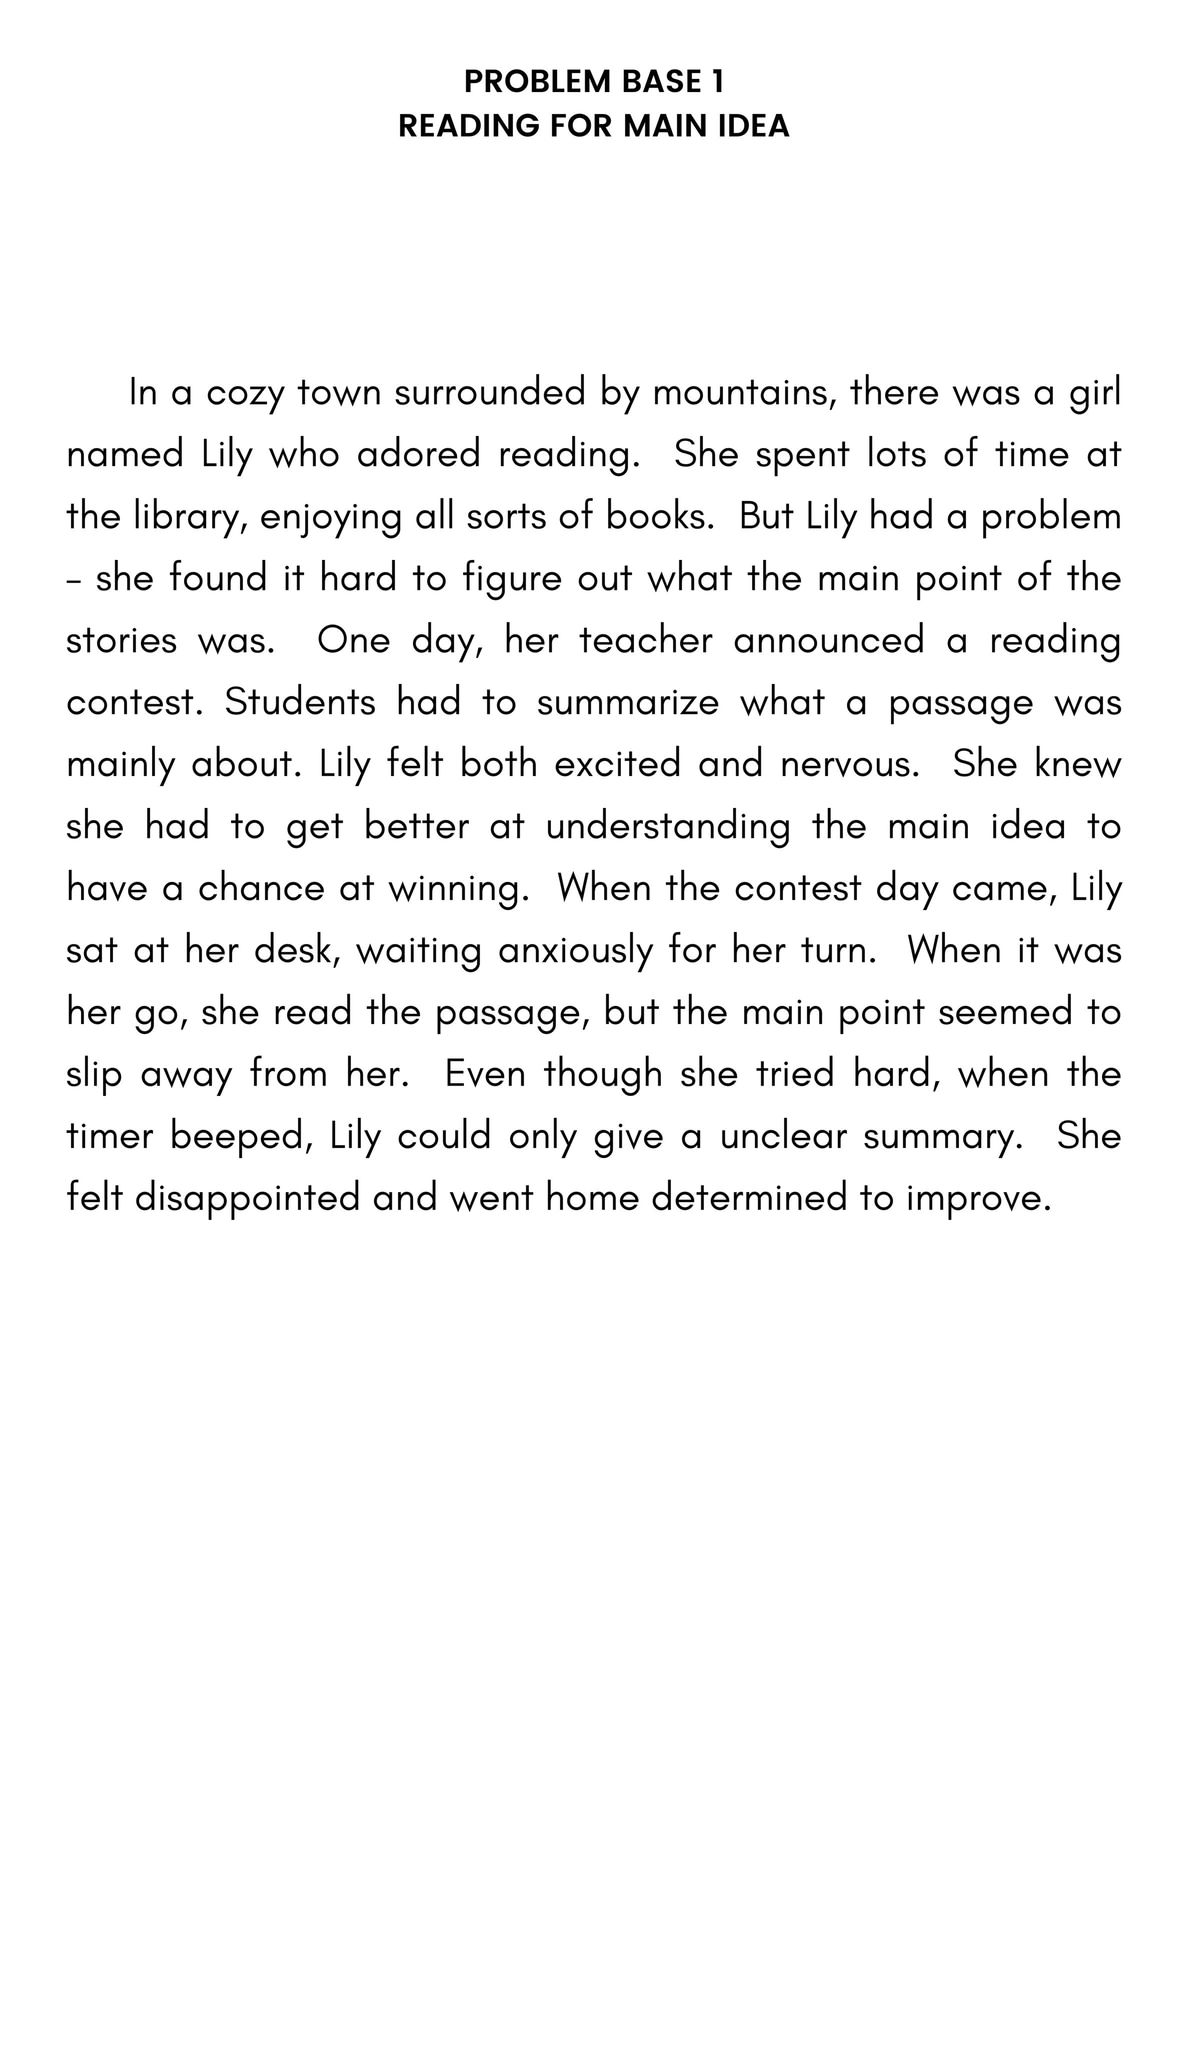 PROBLEM BASE 1
READING FOR MAIN IDEA
In a cozy town surrounded by mountains, there was a girl
named Lily who adored reading. She spent lots of time at
the library, enjoying all sorts of books. But Lily had a problem
– she found it hard to figure out what the main point of the
stories was. One day, her teacher announced a reading
contest. Students had to summarize what a passage was
mainly about. Lily felt both excited and nervous. She knew
she had to get better at understanding the main idea to
have a chance at winning. When the contest day came, Lily
sat at her desk, waiting anxiously for her turn. When it was
her go, she read the passage, but the main point seemed to
slip away from her. Even though she tried hard, when the
timer beeped, Lily could only give a unclear summary. She
felt disappointed and went home determined to improve.